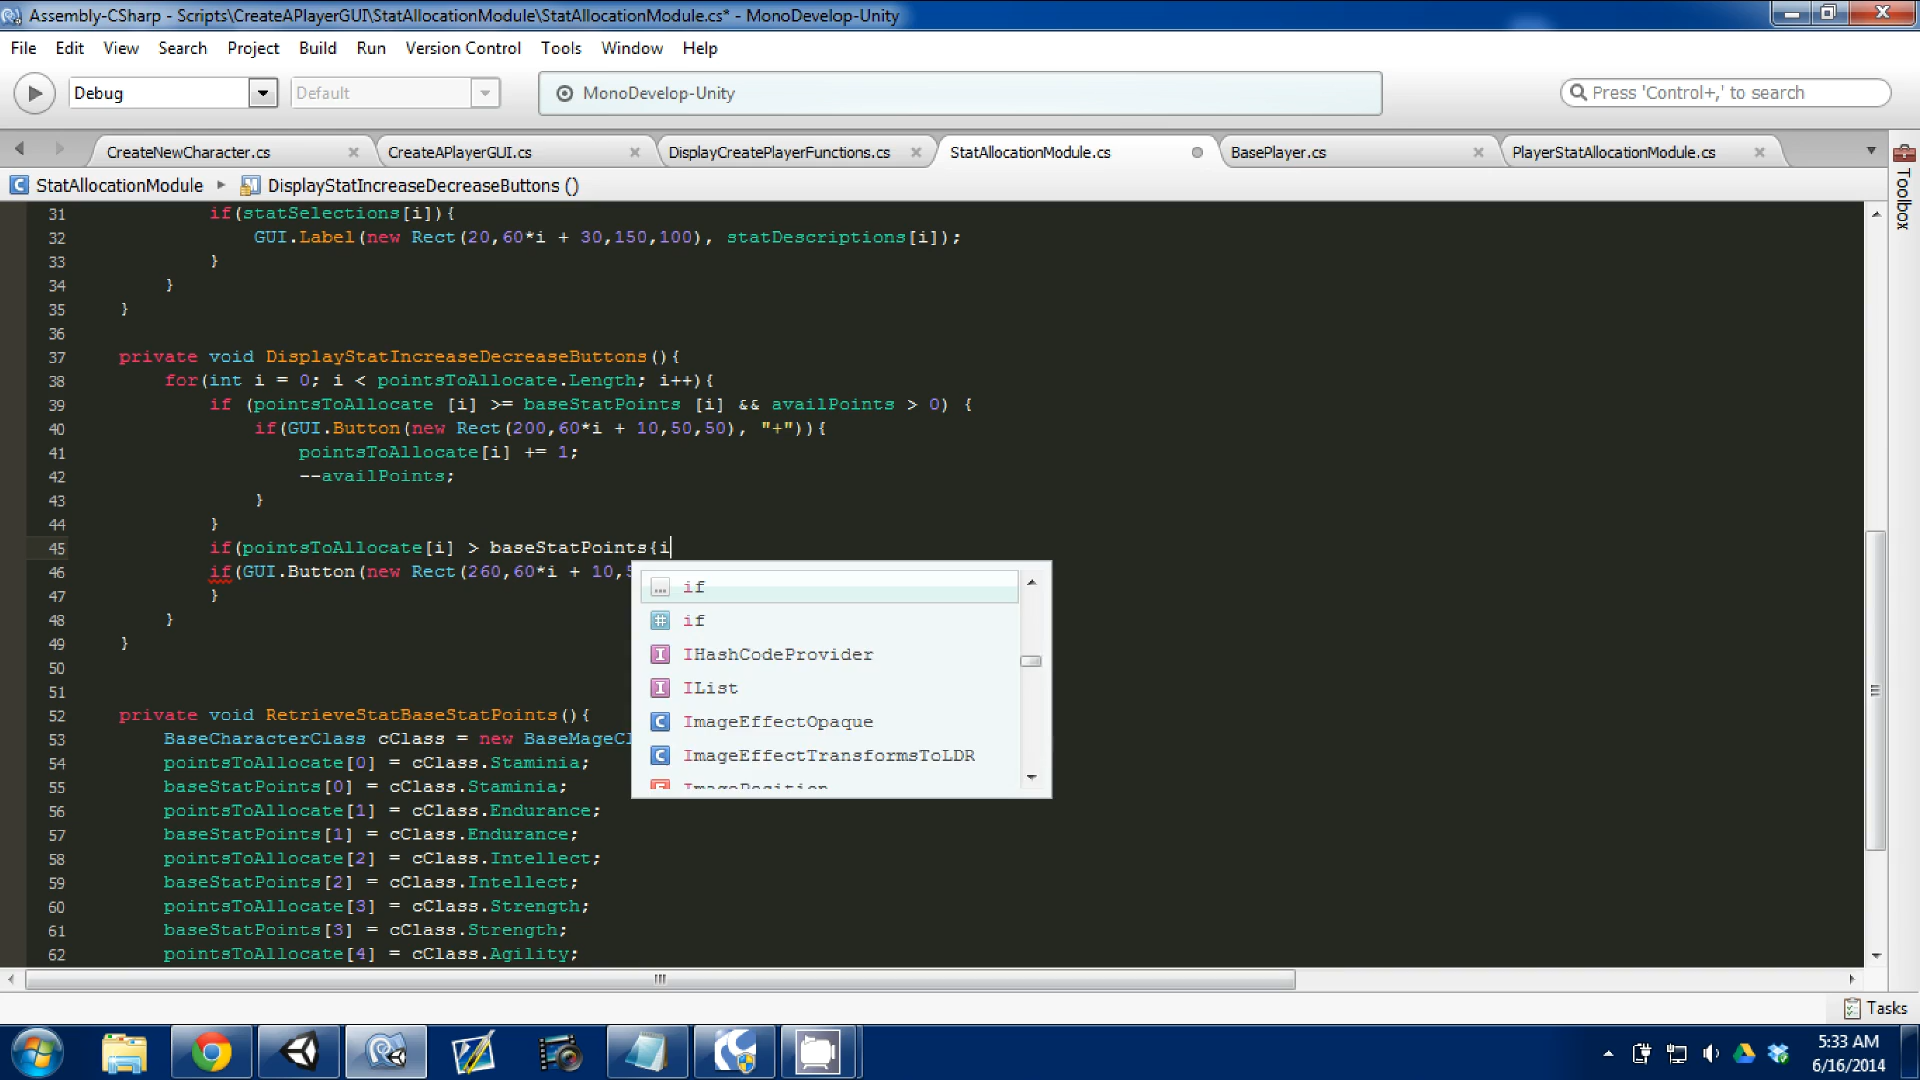 Assembly-CSharp - Scripts\CreateAPlayerGUI\StatAllocationModule\StatAllocationModule.cs* - MonoDevelop-Unity
File Edit View Search Project Build Run Version Control Tools Window Help
Debug Default MonoDevelop-Unity Press 'Control+,' to search
CreateNewCharacter.cs CreateAPlayerGUI.cs DisplayCreatePlayerFunctions.cs StatAllocationModule.cs BasePlayer.cs PlayerStatAllocationModule.cs
StatAllocationModule DisplayStatIncreaseDecreaseButtons ()
Toolbox
31 if(statSelections[i]){
32 GUI.Label(new Rect(20,60*i + 30,150,100), statDescriptions[i]);
33 }
34 }
35 }
36
37 private void DisplayStatIncreaseDecreaseButtons(){
38 for(int i = 0; i < pointsToAllocate.Length; i++){
39 if (pointsToAllocate [i] >= baseStatPoints [i] && availPoints > 0) {
40 if(GUI.Button(new Rect(200,60*i + 10,50,50), "+")){
41 pointsToAllocate[i] += 1;
42 --availPoints;
43 }
44 }
45 if(pointsToAllocate[i] > baseStatPoints{i
46 if(GUI.Button(new Rect(260,60*i + 10,
47 }
48 }
49 }
50
51
52 private void RetrieveStatBaseStatPoints(){
53 BaseCharacterClass cClass = new BaseMageCl
54 pointsToAllocate[0] = cClass.Staminia;
55 baseStatPoints[0] = cClass.Staminia;
56 pointsToAllocate[1] = cClass.Endurance;
57 baseStatPoints[1] = cClass.Endurance;
58 pointsToAllocate[2] = cClass.Intellect;
59 baseStatPoints[2] = cClass.Intellect;
60 pointsToAllocate[3] = cClass.Strength;
61 baseStatPoints[3] = cClass.Strength;
62 pointsToAllocate[4] = cClass.Agility;
if
if
IHashCodeProvider
IList
ImageEffectOpaque
ImageEffectTransformsToLDR
ImagePosition
Tasks
5:33 AM
6/16/2014